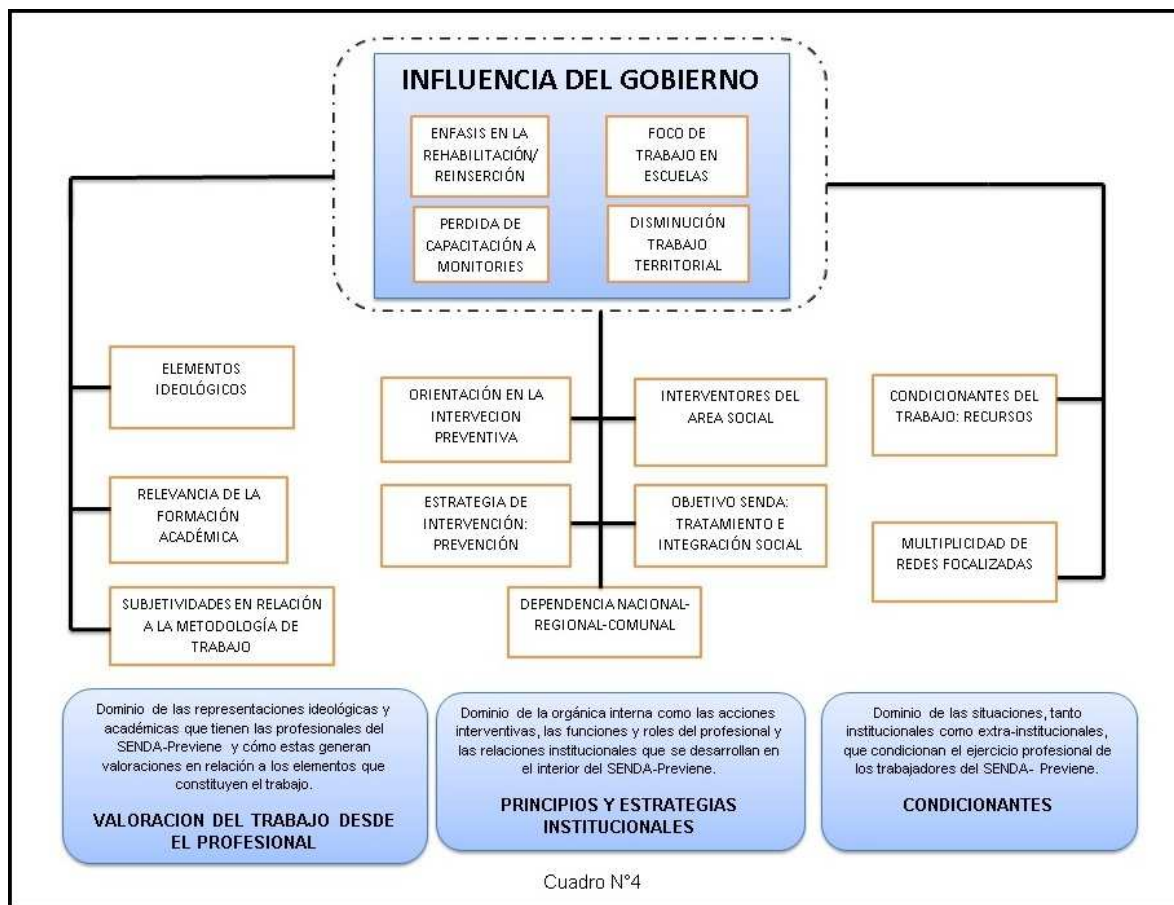 INFLUENCIA DEL GOBIERNO
ENFASIS EN LA
REHABILITACIÓN/
REINSERCIÓN
FOCO DE
TRABAJO EN
ESCUELAS
PERDIDA DE
CAPACITACIÓN A
MONITORIES
DISMINUCIÓN
TRABAJO
TERRITORIAL
ELEMENTOS
IDEOLÓGICOS
RELEVANCIA DE LA
FORMACIÓN
ACADÉMICA
SUBJETIVIDADES EN RELACIÓN
A LA METODOLOGÍA DE
TRABAJO
ORIENTACIÓN EN LA
INTERVECION
PREVENTIVA
INTERVENTORES DEL
AREA SOCIAL
ESTRATEGIA DE
INTERVENCIÓN:
PREVENCIÓN
OBJETIVO SENDA:
TRATAMIENTO E
INTEGRACIÓN SOCIAL
DEPENDENCIA NACIONAL-
REGIONAL-COMUNAL
CONDICIONANTES DEL
TRABAJO: RECURSOS
MULTIPLICIDAD DE
REDES FOCALIZADAS
Dominio de las representaciones ideológicas y
académicas que tienen las profesionales del
SENDA-Previene y cómo estas generan
valoraciones en relación a los elementos que
constituyen el trabajo.
VALORACION DEL TRABAJO DESDE
EL PROFESIONAL
Dominio de la orgánica interna como las acciones
interventivas, las funciones y roles del profesional y
las relaciones institucionales que se desarrollan en
el interior del SENDA-Previene.
PRINCIPIOS Y ESTRATEGIAS
INSTITUCIONALES
Dominio de las situaciones, tanto
institucionales como extra-institucionales,
que condicionan el ejercicio profesional de
los trabajadores del SENDA- Previene.
CONDICIONANTES
Cuadro N°4